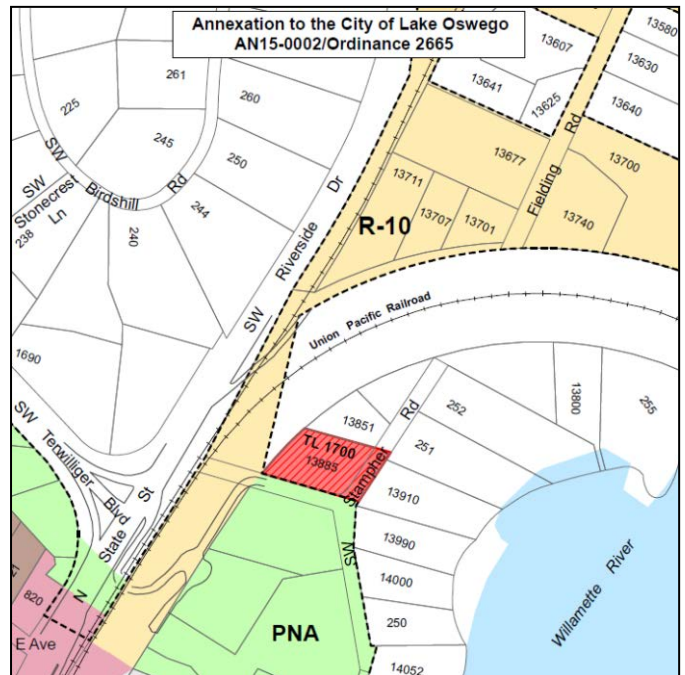 Annexation to the City of Lake Oswego
AN15-0002/Ordinance 2665
13580
13607
13630
13641
13625
13640
261
260
225
245
250
SW
Birdshill
Rd
SW
Stonecrest
Ln
238
240
244
SW Riverside Dr
13677
Fielding Rd
13700
13711
13707
13701
13740
R-10
Union Pacific Railroad
1690
SW Terwilliger Blvd
N State St
13851
TL 1700
13885
SW Stampher Rd
252
251
13800
255
13910
13990
14000
250
14052
Willamette River
21
820
E Ave
PNA